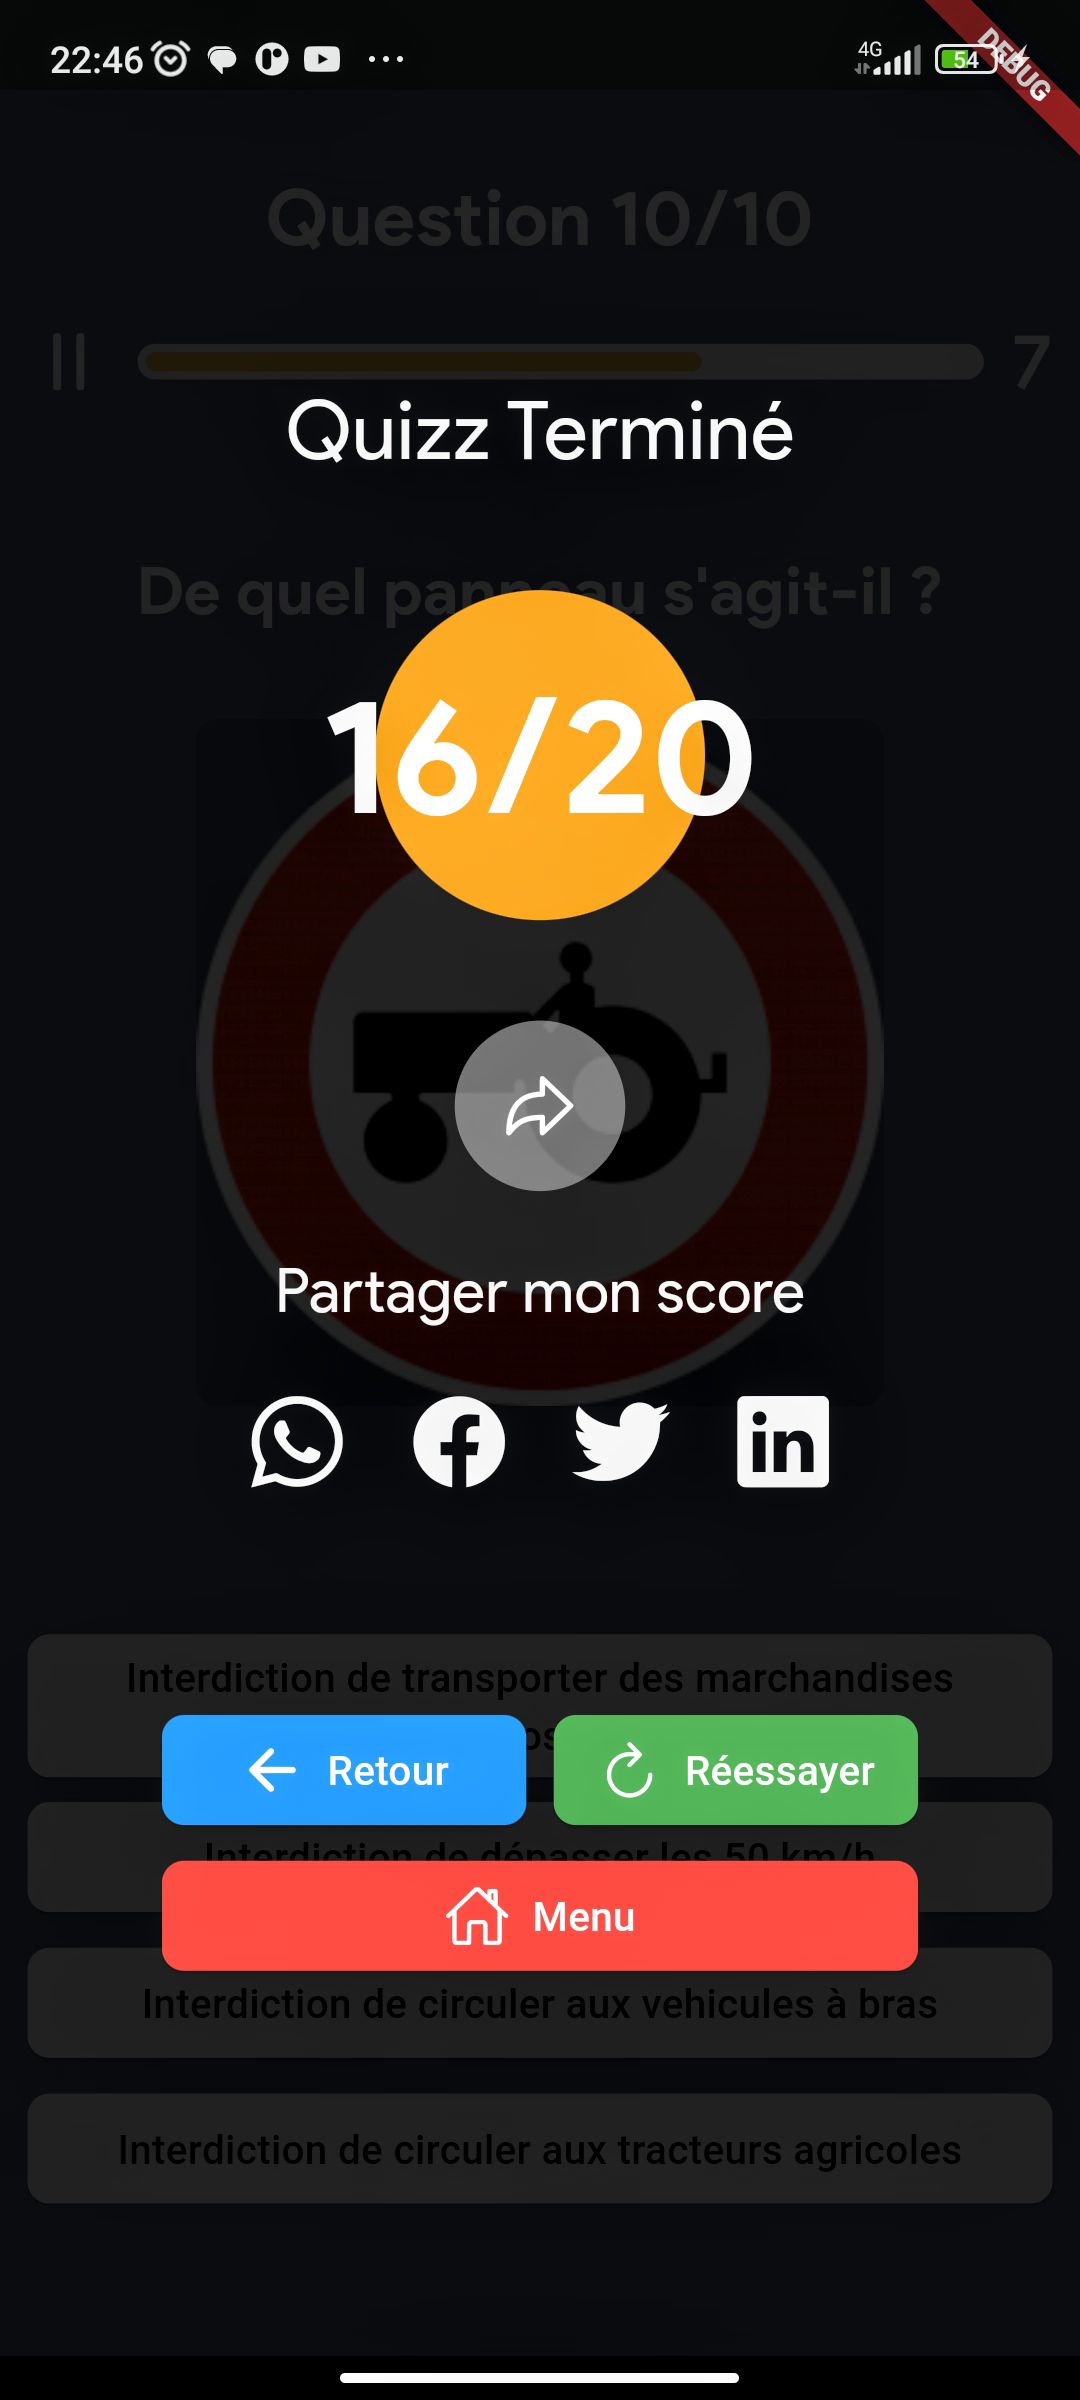 22:46
4G
54
DEBUG
Question 10/10
7
Quizz Terminé
De quel panneau s'agit-il ?
16/20
Partager mon score
Interdiction de transporter des marchandises
Retour
Réessayer
Interdiction de dépasser les 50 km/h
Menu
Interdiction de circuler aux vehicules à bras
Interdiction de circuler aux tracteurs agricoles